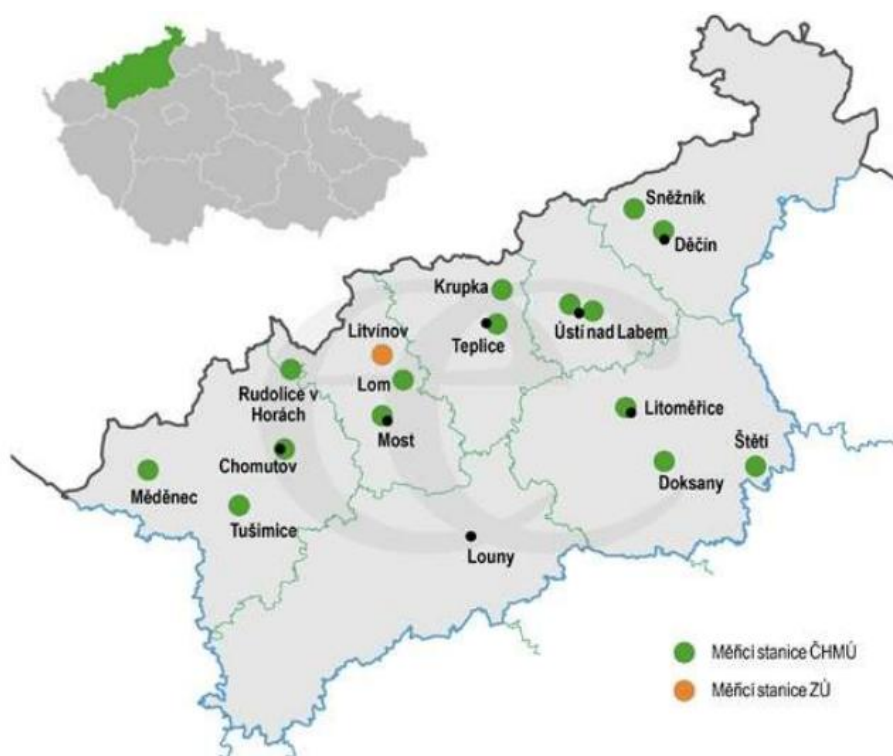 Sněžník
Děčín
Krupka
Teplice
Ústí nad Labem
Litvínov
Lom
Most
Rudolice v
Horách
Chomutov
Měděnec
Tušimice
Litoměřice
Štětí
Doksany
Louny
Měřicí stanice ČHMÚ
Měřicí stanice ZÚ